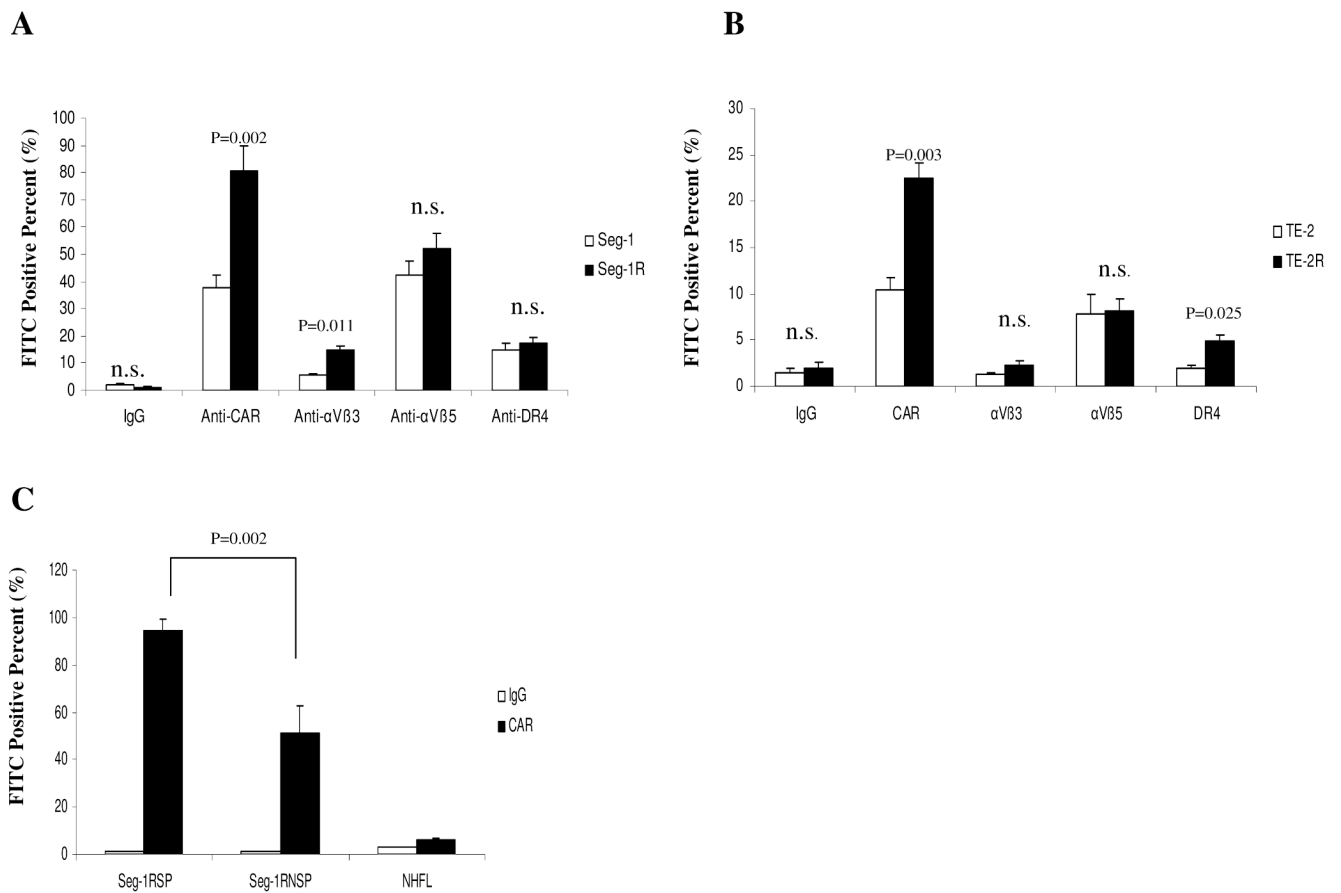 A
FITC Positive Percent (%)
100
90
80
70
60
50
40
30
20
10
0
n.s.
P=0.002
P=0.011
n.s.
n.s.
IgG
Anti-CAR
Anti-αVß3
Anti-αVß5
Anti-DR4
Seg-1
Seg-1R
B
FITC Positive Percent (%)
30
25
20
15
10
5
0
n.s.
P=0.003
n.s.
n.s.
P=0.025
IgG
CAR
αVß3
αVß5
DR4
TE-2
TE-2R
C
FITC Positive Percent (%)
P=0.002
120
100
80
60
40
20
0
Seg-1RSP
Seg-1RNSP
NHFL
IgG
CAR